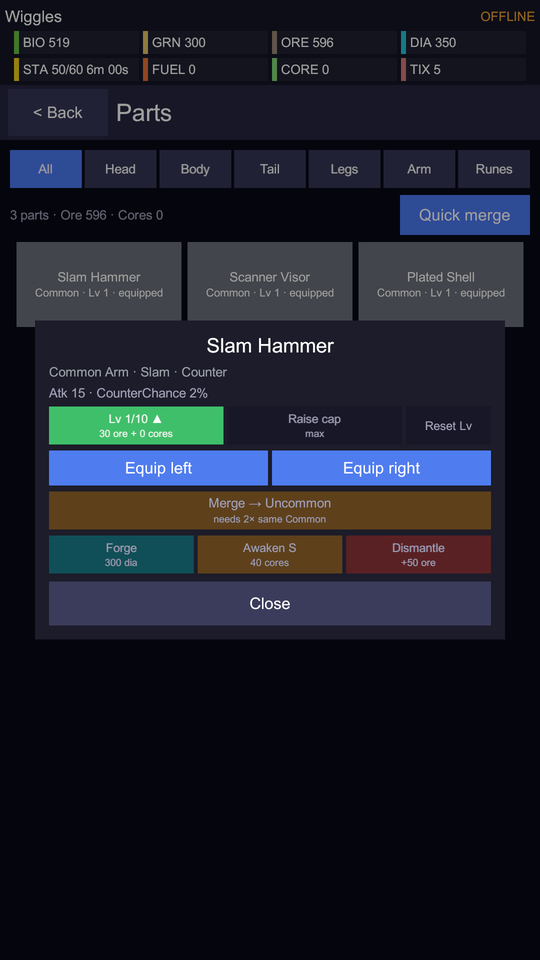 Wiggles
OFFLINE
BIO 519
GRN 300
ORE 596
DIA 350
STA 50/60 6m 00s
FUEL 0
CORE 0
TIX 5
< Back
Parts
All
Head
Body
Tail
Legs
Arm
Runes
3 parts · Ore 596 · Cores 0
Quick merge
Slam Hammer
Common · Lv 1 · equipped
Scanner Visor
Common · Lv 1 · equipped
Plated Shell
Common · Lv 1 · equipped
Slam Hammer
Common Arm · Slam · Counter
Atk 15 · CounterChance 2%
Lv 1/10 ▲
30 ore + 0 cores
Raise cap
max
Reset Lv
Equip left
Equip right
Merge → Uncommon
needs 2× same Common
Forge
300 dia
Awaken S
40 cores
Dismantle
+50 ore
Close